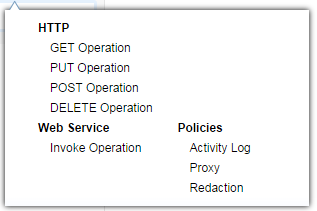 HTTP
GET Operation
PUT Operation
POST Operation
DELETE Operation
Web Service
Invoke Operation
Policies
Activity Log
Proxy
Redaction